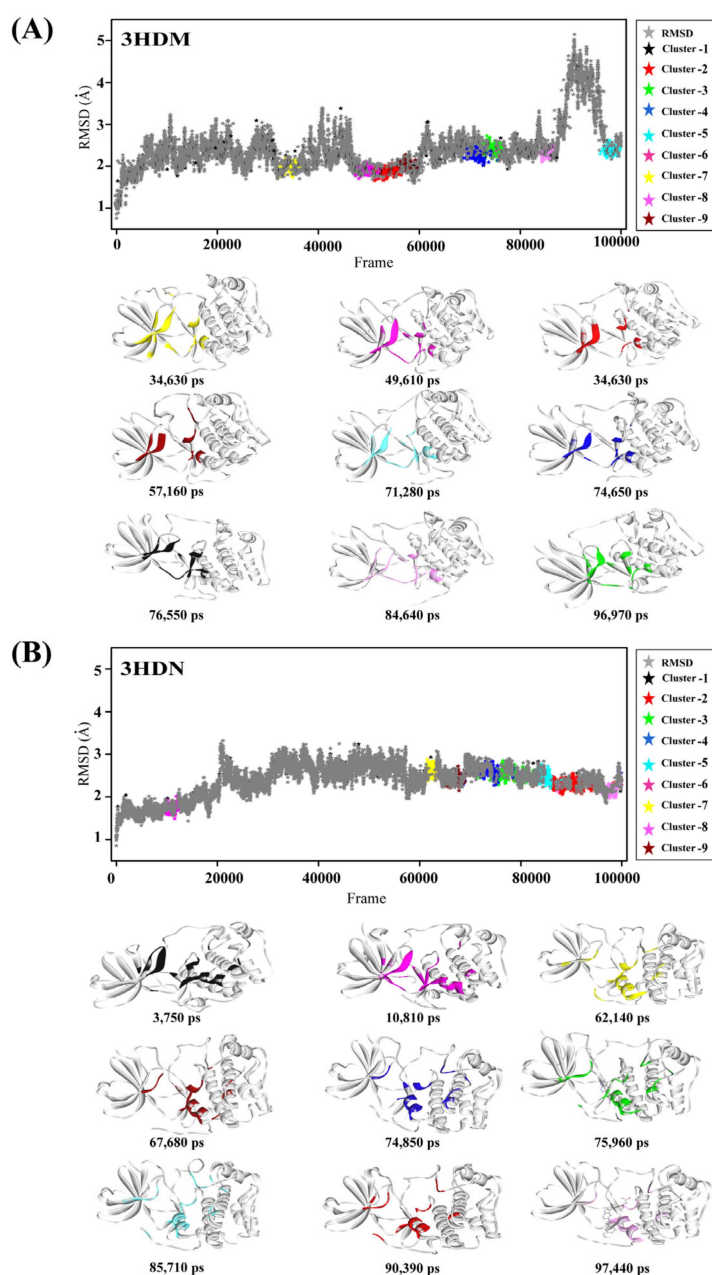 (A)
3HDM
RMSD (Å)
5
4
3
2
1
0
20000
40000
60000
80000
100000
Frame
RMSD
Cluster -1
Cluster -2
Cluster -3
Cluster -4
Cluster -5
Cluster -6
Cluster -7
Cluster -8
Cluster -9
34,630 ps
49,610 ps
34,630 ps
57,160 ps
71,280 ps
74,650 ps
76,550 ps
84,640 ps
96,970 ps
(B)
3HDN
RMSD (Å)
5
4
3
2
1
0
20000
40000
60000
80000
100000
Frame
RMSD
Cluster -1
Cluster -2
Cluster -3
Cluster -4
Cluster -5
Cluster -6
Cluster -7
Cluster -8
Cluster -9
3,750 ps
10,810 ps
62,140 ps
67,680 ps
74,850 ps
75,960 ps
85,710 ps
90,390 ps
97,440 ps